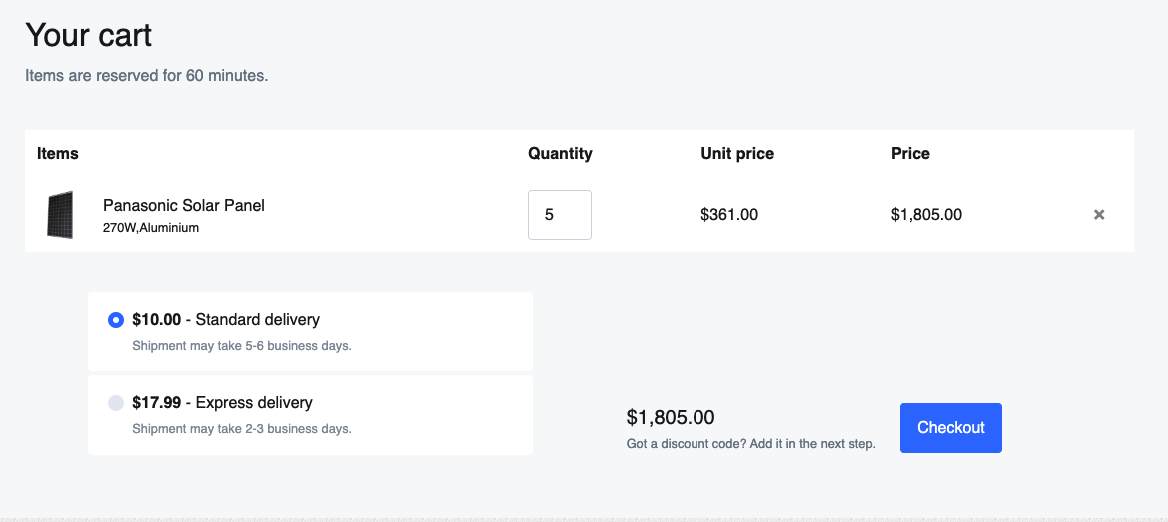 Your cart
Items are reserved for 60 minutes.
Items Quantity Unit price Price
Panasonic Solar Panel
270W,Aluminium
5 $361.00 $1,805.00 ×
$10.00 - Standard delivery
Shipment may take 5-6 business days.
$17.99 - Express delivery
Shipment may take 2-3 business days.
$1,805.00
Got a discount code? Add it in the next step.
Checkout